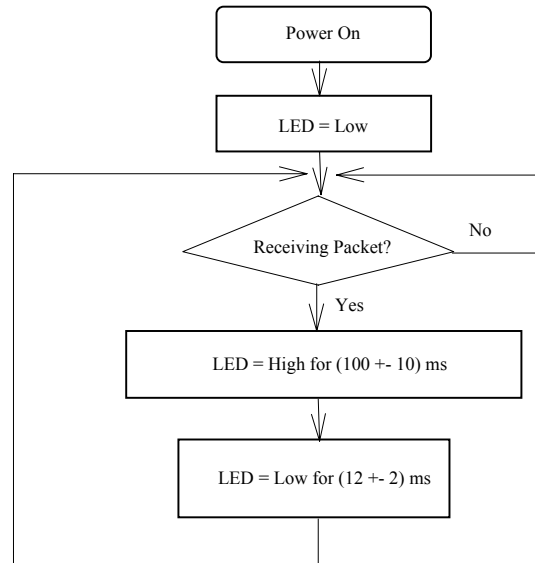 Power On
LED = Low
Receiving Packet?
No
Yes
LED = High for (100 +- 10) ms
LED = Low for (12 +- 2) ms